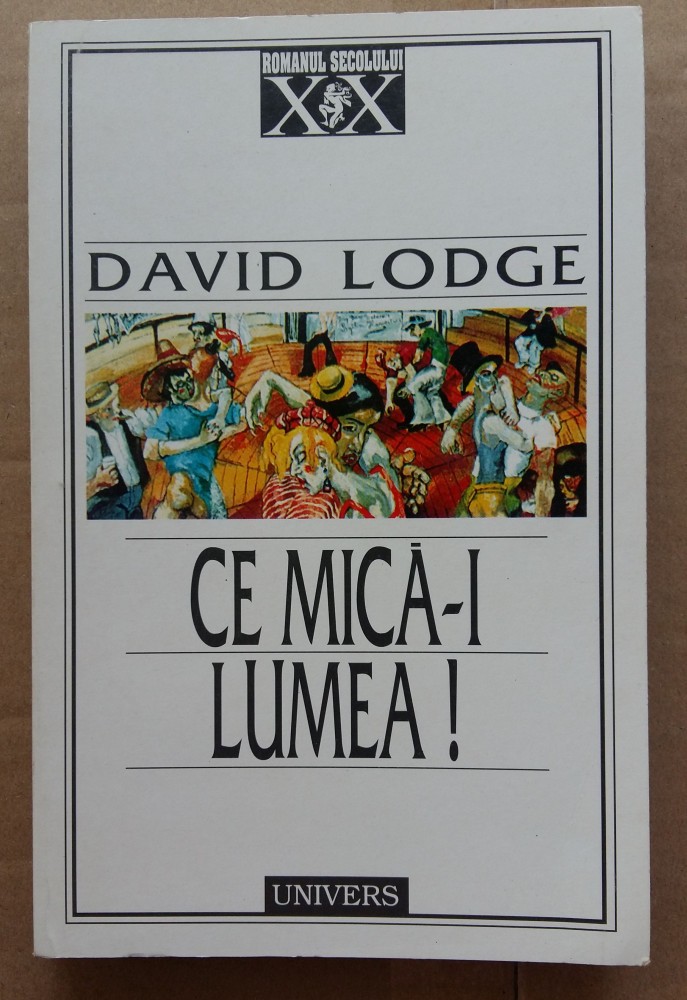 ROMANUL SECOLULUI
XX
DAVID LODGE
CE MICĂ-I
LUMEA !
UNIVERS